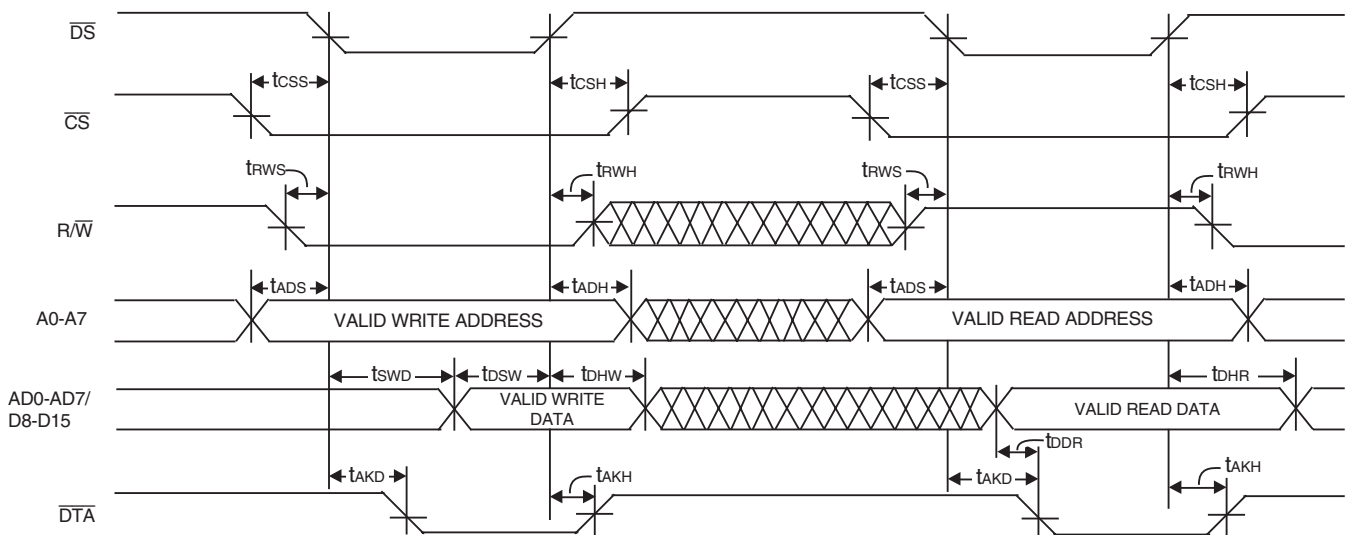 DS
tCSS tCSH tCSS tCSH
CS
tRWS tRWH tRWS tRWH
R/W
tADS tADH tADS tADH
A0-A7 VALID WRITE ADDRESS VALID READ ADDRESS
tSWD tDSW tDHW tDHR
AD0-AD7/
D8-D15
VALID WRITE
DATA
VALID READ DATA
tDDR
tAKD tAKH tAKD tAKH
DTA